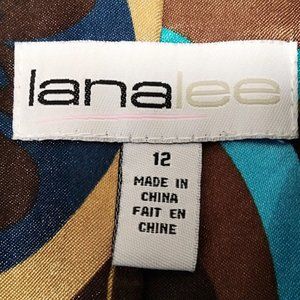 lanalee
12
MADE IN
CHINA
FAIT EN
CHINE